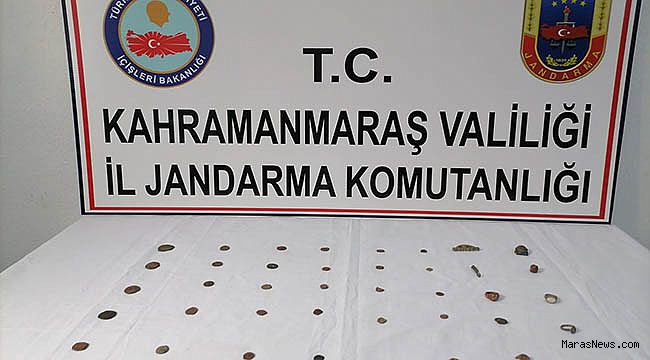 İÇİŞLERİ BAKANLIĞI
JANDARMA
T.C.
KAHRAMANMARAŞ VALİLİĞİ
İL JANDARMA KOMUTANLIĞI
MarasNews.com